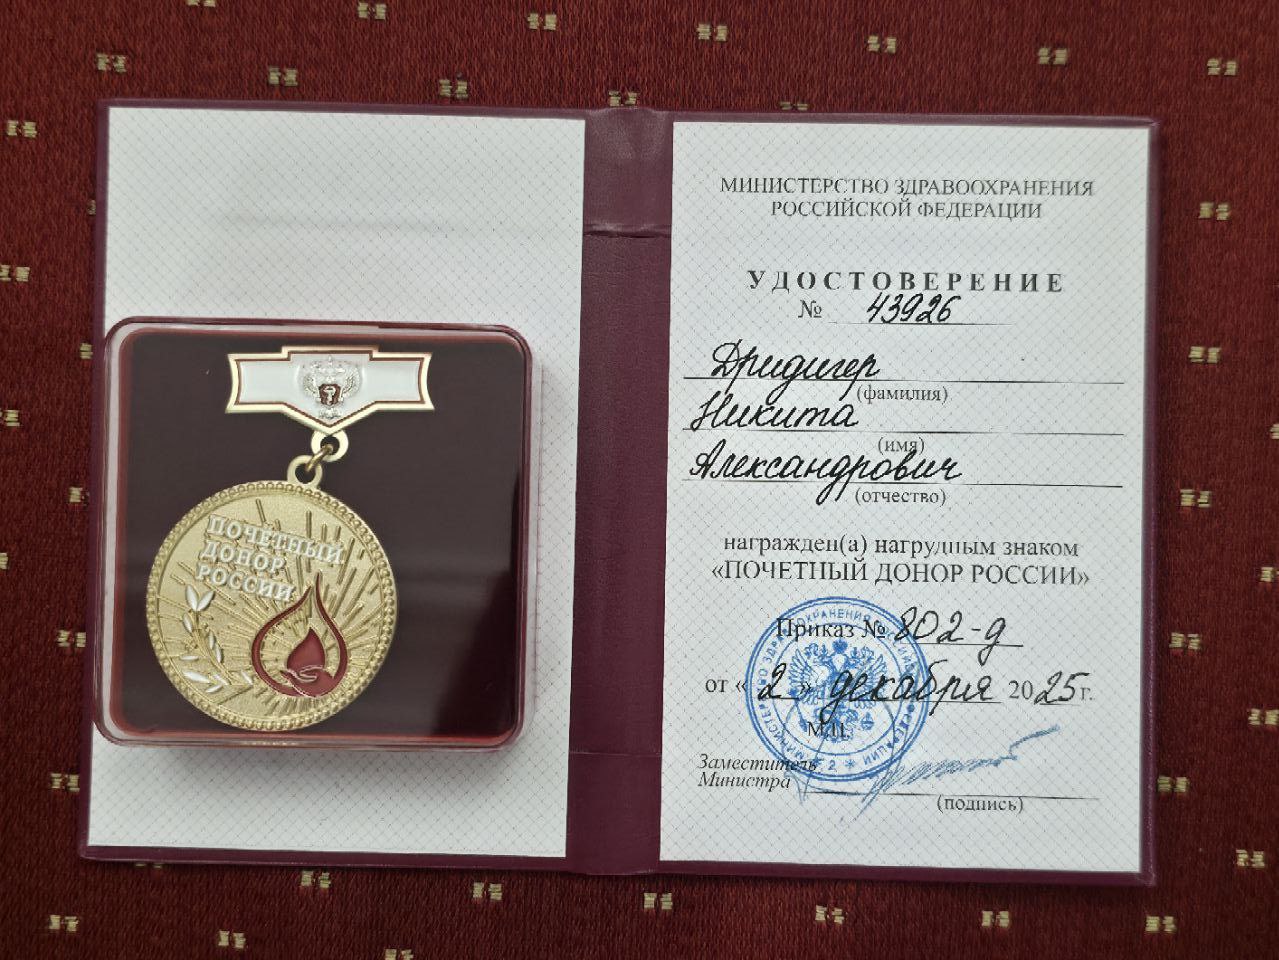 ПОЧЕТНЫЙ
ДОНОР
РОССИИ
МИНИСТЕРСТВО ЗДРАВООХРАНЕНИЯ
РОССИЙСКОЙ ФЕДЕРАЦИИ
УДОСТОВЕРЕНИЕ
№ 43926
Дридигер
(фамилия)
Никита
(имя)
Александрович
(отчество)
награжден(а) нагрудным знаком
«ПОЧЕТНЫЙ ДОНОР РОССИИ»
Приказ № 802-д
от «2» декабря 2025 г.
М.П.
Заместитель
Министра
(подпись)